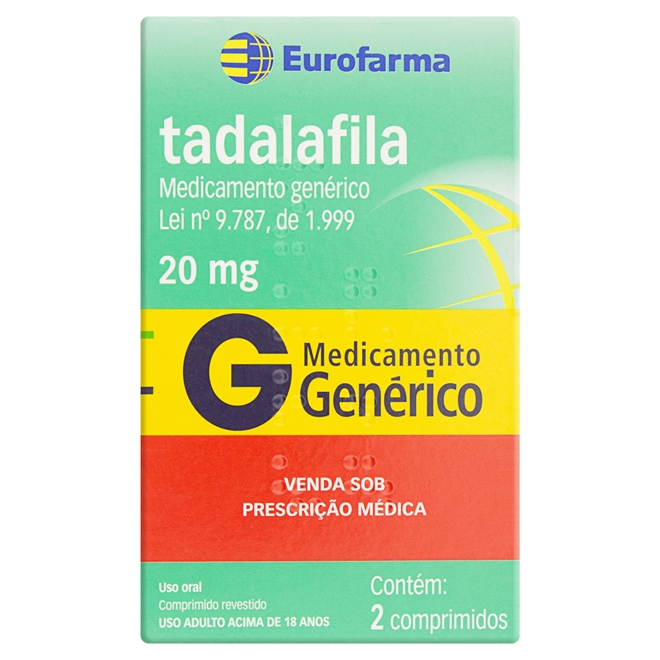 Eurofarma
tadalafila
Medicamento genérico
Lei nº 9.787, de 1.999
20 mg
G Medicamento
Genérico
VENDA SOB
PRESCRIÇÃO MÉDICA
Uso oral
Comprimido revestido
USO ADULTO ACIMA DE 18 ANOS
Contém:
2 comprimidos